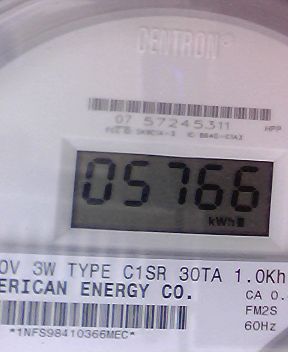 CENTRON®
07 57245311
HPP
05766
kWh
0V 3W TYPE C1SR 30TA 1.0Kh
ERICAN ENERGY CO.
CA 0.
FM2S
60Hz
*1NFS98410366MEC*